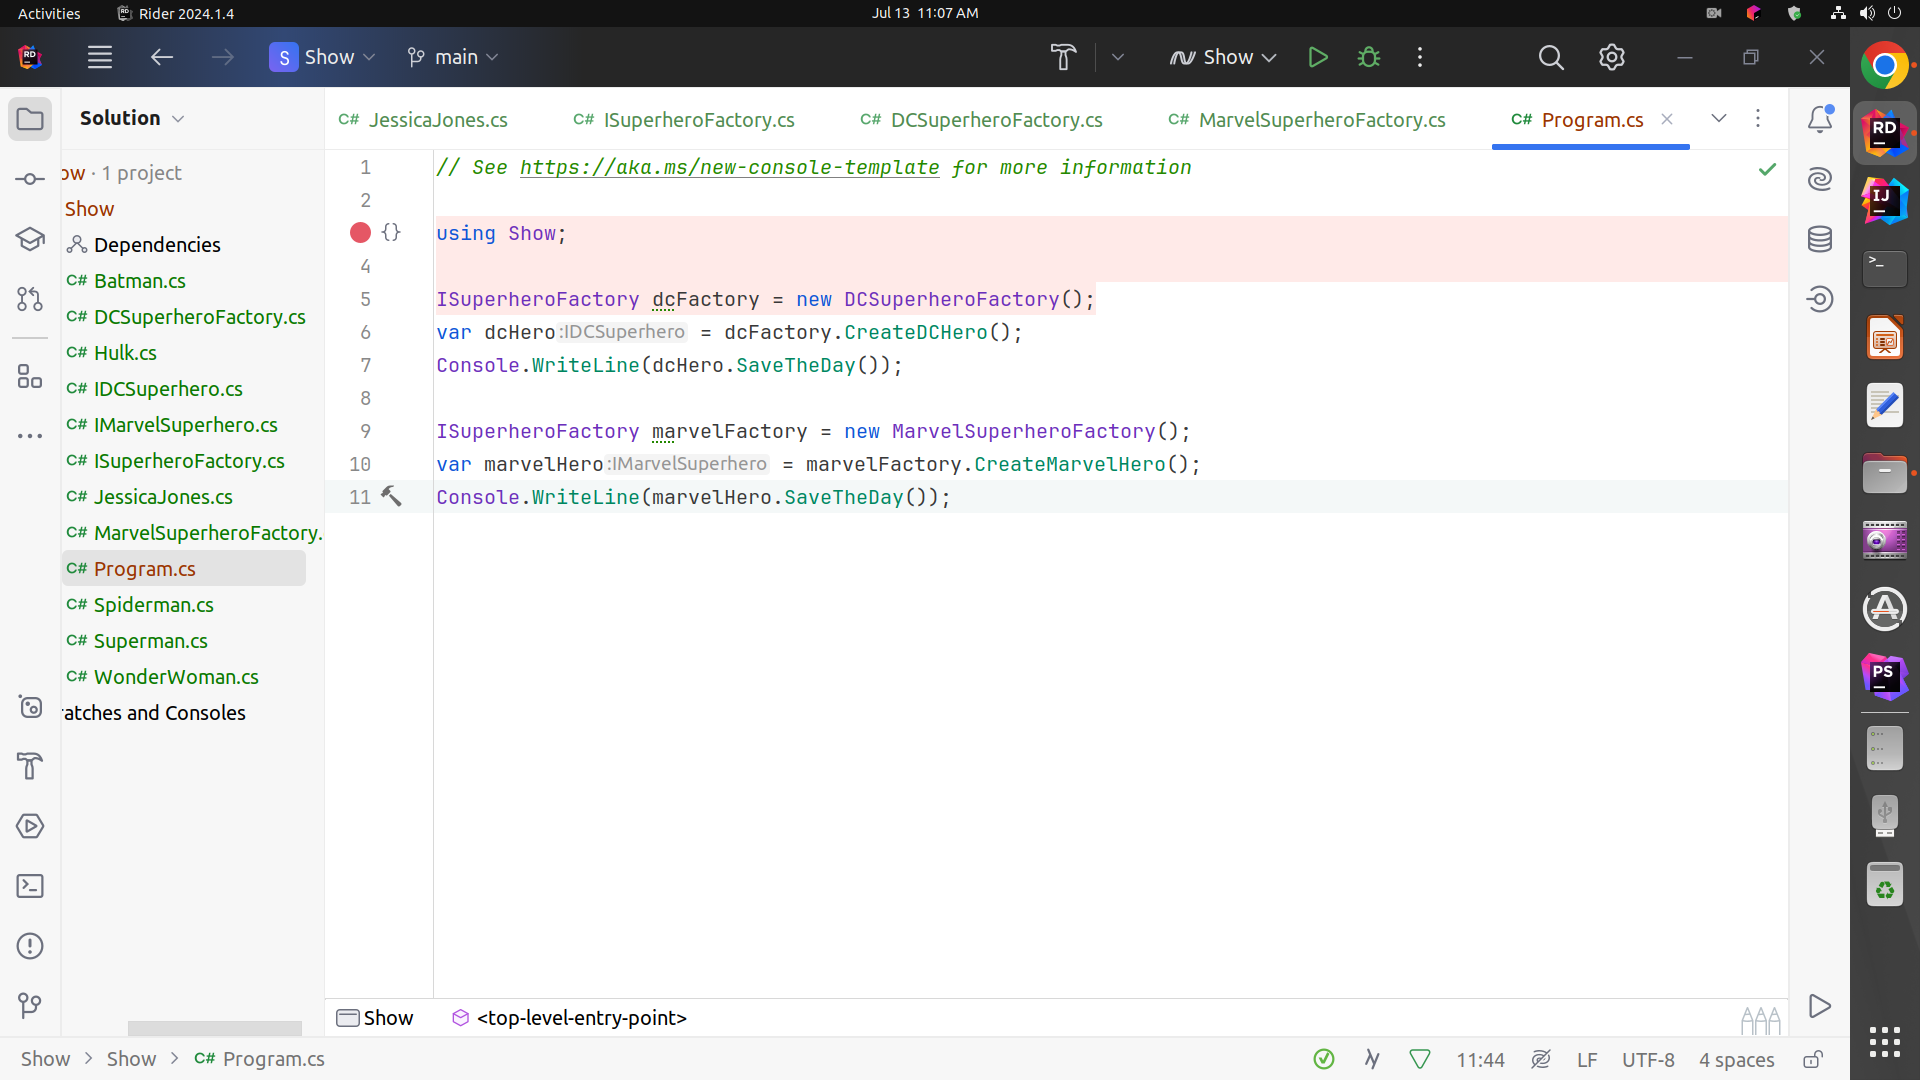 Activities Rider 2024.1.4 Jul 13 11:07 AM
S Show main Show
Solution
C# JessicaJones.cs C# ISuperheroFactory.cs C# DCSuperheroFactory.cs C# MarvelSuperheroFactory.cs C# Program.cs
ow · 1 project
Show
Dependencies
C# Batman.cs
C# DCSuperheroFactory.cs
C# Hulk.cs
C# IDCSuperhero.cs
C# IMarvelSuperhero.cs
C# ISuperheroFactory.cs
C# JessicaJones.cs
C# MarvelSuperheroFactory.
C# Program.cs
C# Spiderman.cs
C# Superman.cs
C# WonderWoman.cs
ratches and Consoles
1 // See https://aka.ms/new-console-template for more information
2
{} using Show;
4
5 ISuperheroFactory dcFactory = new DCSuperheroFactory();
6 var dcHero :IDCSuperhero = dcFactory.CreateDCHero();
7 Console.WriteLine(dcHero.SaveTheDay());
8
9 ISuperheroFactory marvelFactory = new MarvelSuperheroFactory();
10 var marvelHero :IMarvelSuperhero = marvelFactory.CreateMarvelHero();
11 Console.WriteLine(marvelHero.SaveTheDay());
Show <top-level-entry-point>
Show > Show > C# Program.cs 11:44 LF UTF-8 4 spaces
RD
RD
IJ
>_
PS